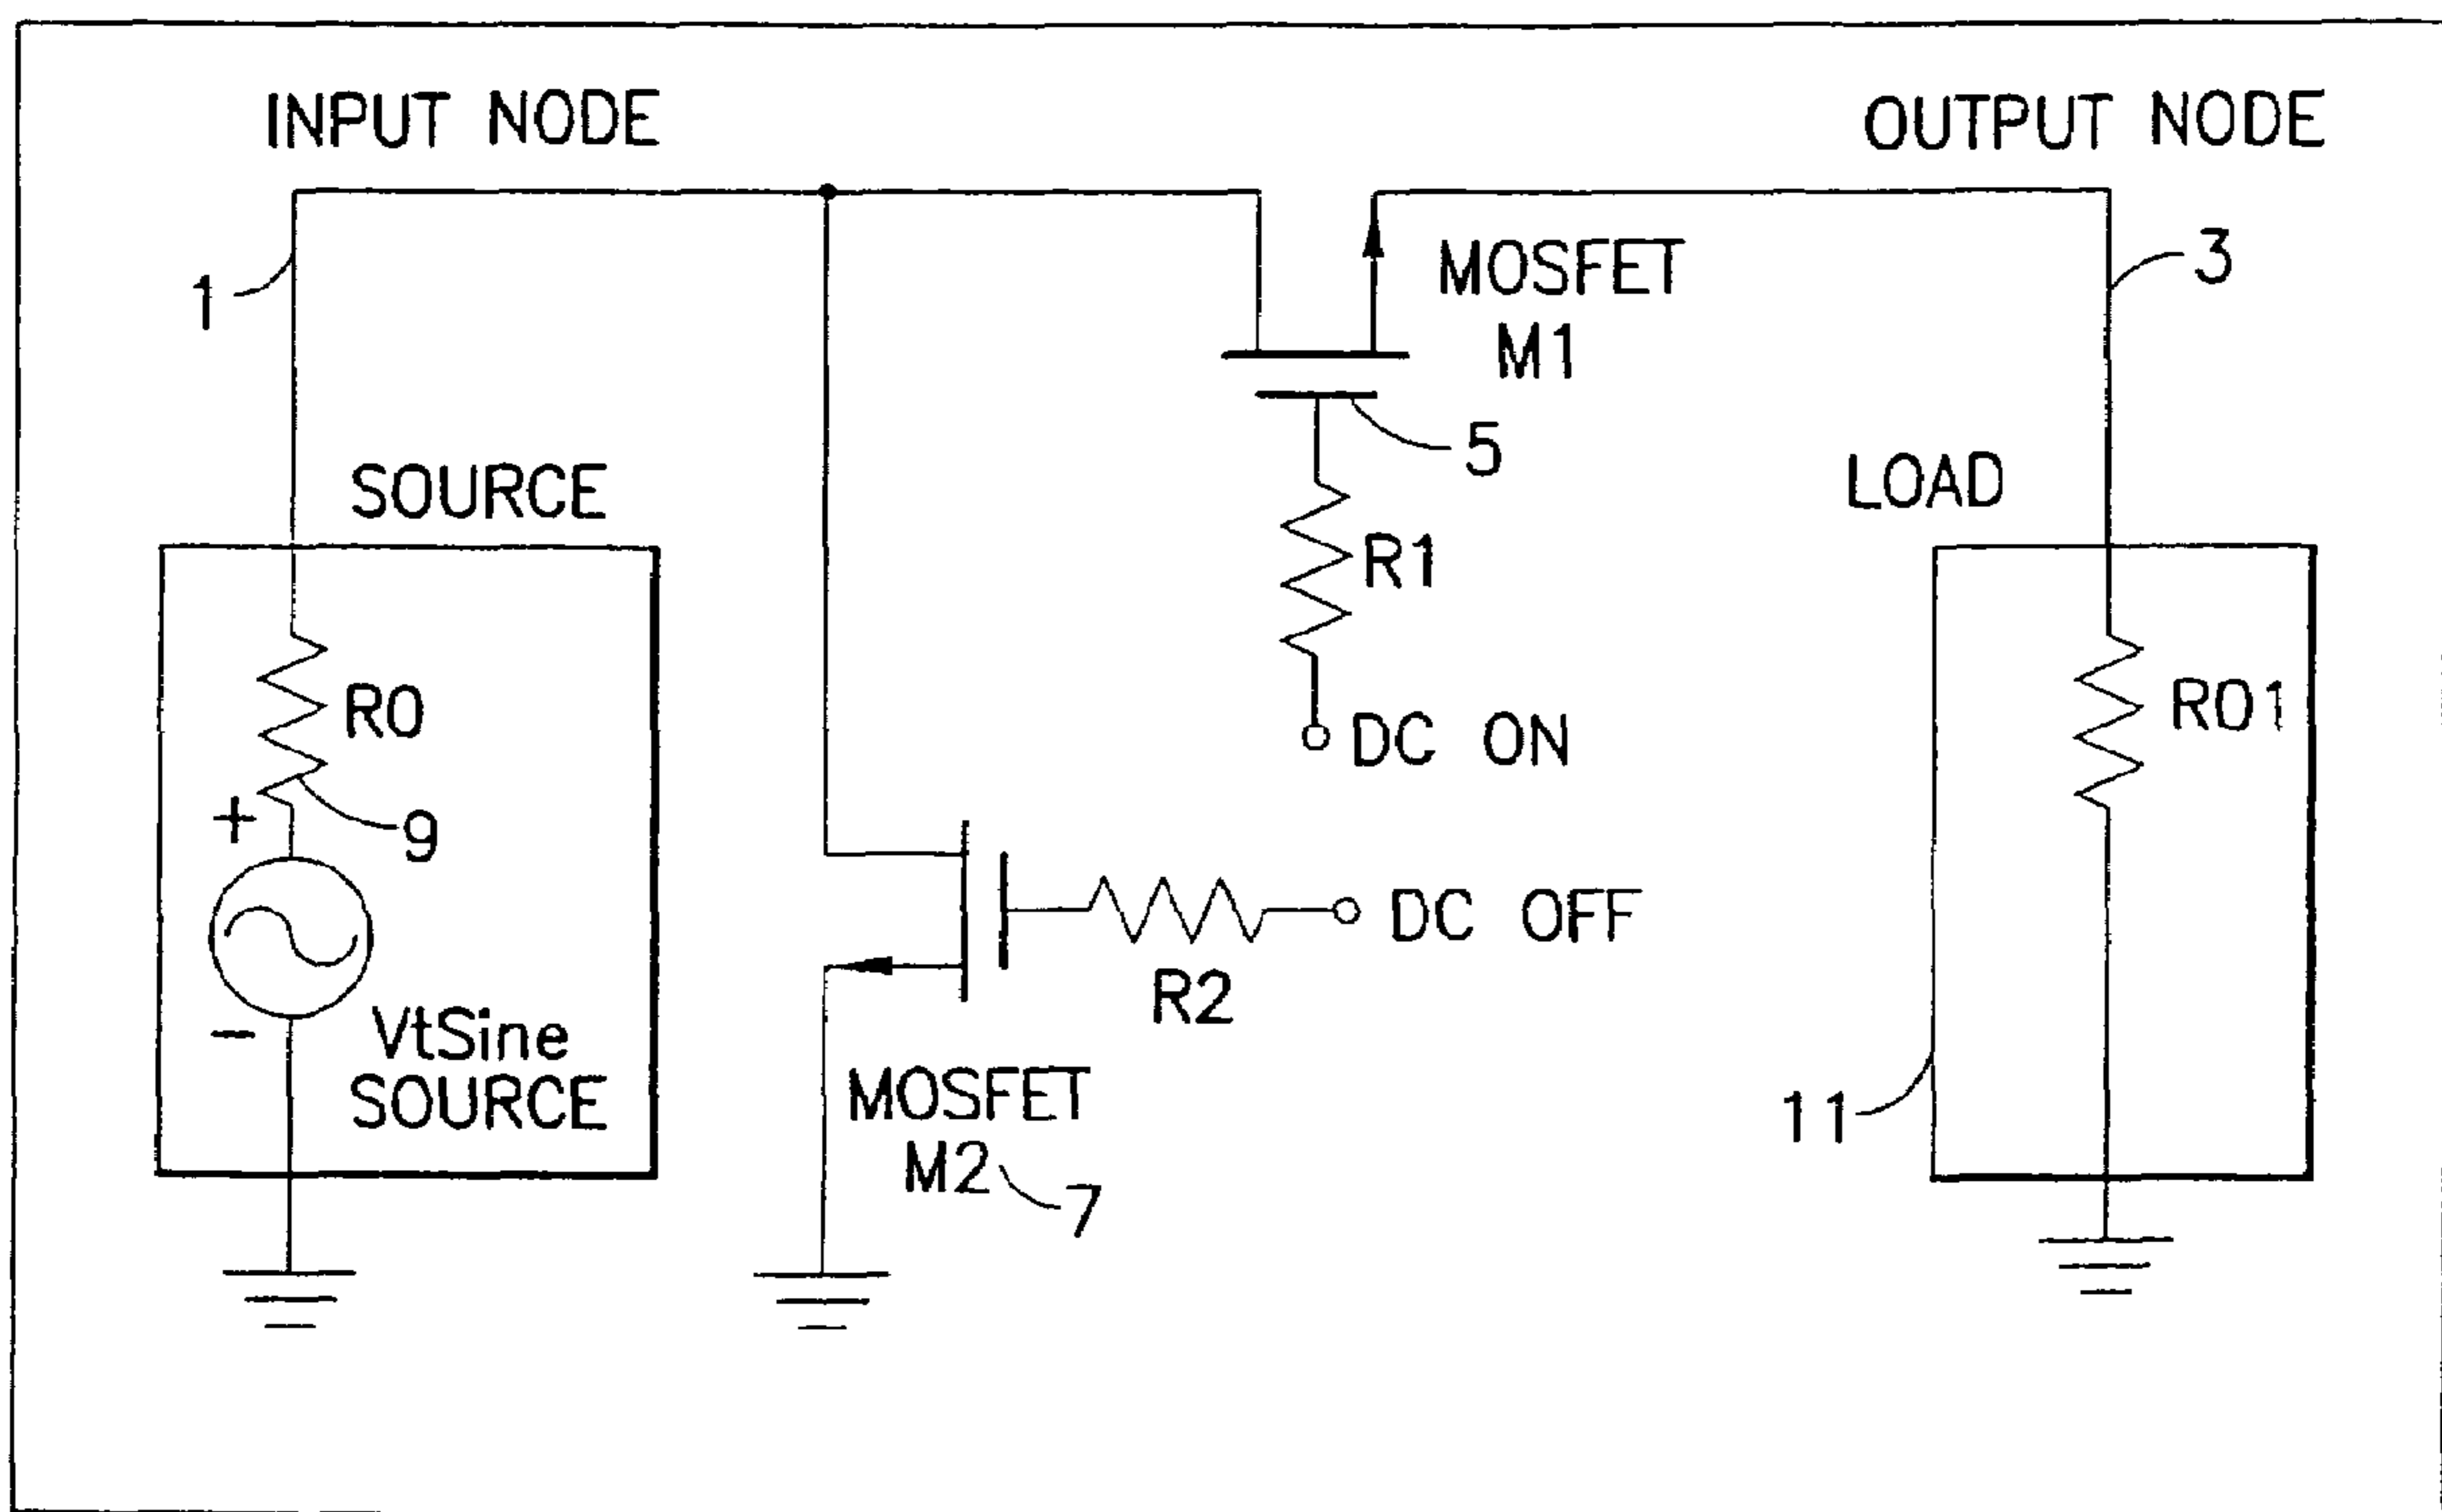 INPUT NODE
OUTPUT NODE
1
MOSFET
M1
3
5
SOURCE
LOAD
R1
R0
RO1
DC ON
+
9
DC OFF
R2
-
VtSine
SOURCE
MOSFET
M2
7
11